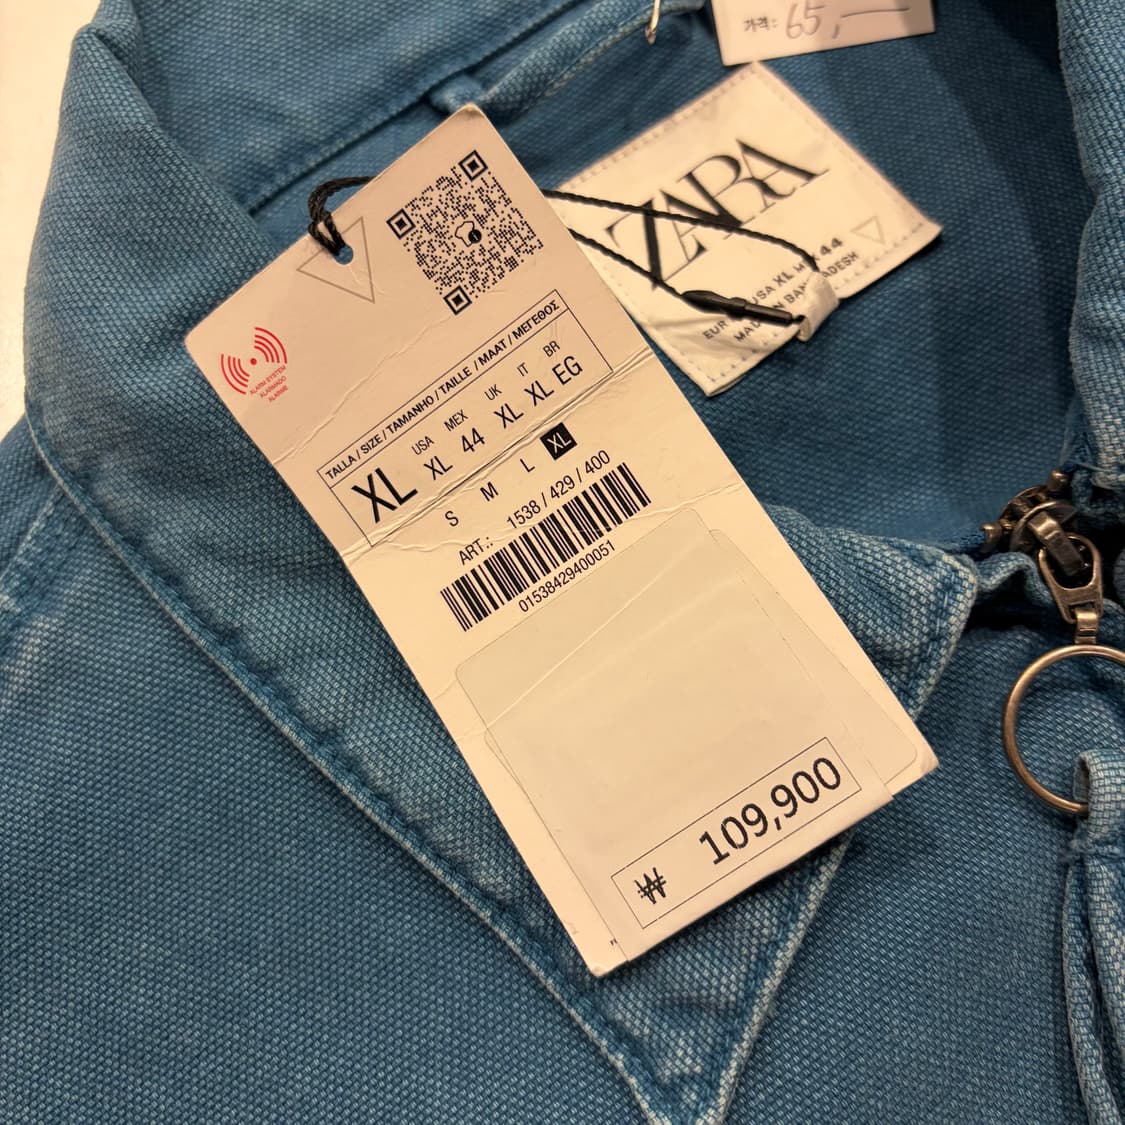 가격: 65,—
ZARA
USA XL MEX 44
MADE IN BANGLADESH
ALARM SYSTEM
ALARMADO
ALARME
TALLA / SIZE / TAMANHO / TAILLE / MAAT / ΜΕΓΕΘΟΣ
USA MEX UK IT BR
XL XL 44 XL XL EG
S M L XL
ART.: 1538 / 429 / 400
01538429400051
₩ 109,900